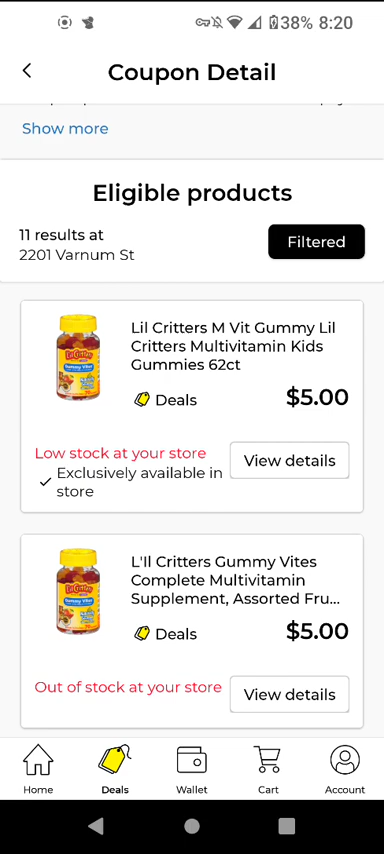 38% 8:20
Coupon Detail
Show more
Eligible products
11 results at
2201 Varnum St
Filtered
Lil Critters M Vit Gummy Lil
Critters Multivitamin Kids
Gummies 62ct
Deals
$5.00
Low stock at your store
Exclusively available in
store
View details
L'Il Critters Gummy Vites
Complete Multivitamin
Supplement, Assorted Fru...
Deals
$5.00
Out of stock at your store
View details
Home
Deals
Wallet
Cart
Account